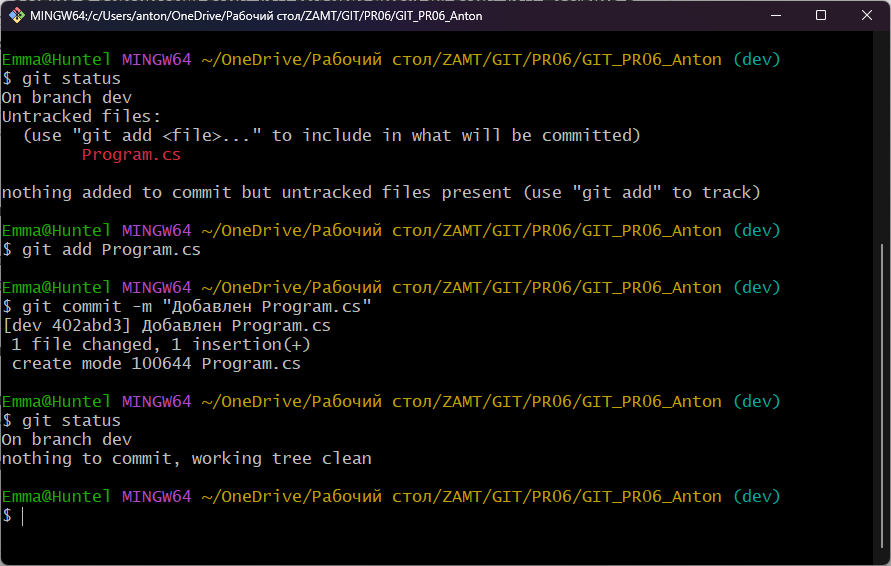 MINGW64:/c/Users/anton/OneDrive/Рабочий стол/ZAMT/GIT/PR06/GIT_PR06_Anton
Emma@Huntel MINGW64 ~/OneDrive/Рабочий стол/ZAMT/GIT/PR06/GIT_PR06_Anton (dev)
$ git status
On branch dev
Untracked files:
  (use "git add <file>..." to include in what will be committed)
        Program.cs
nothing added to commit but untracked files present (use "git add" to track)
Emma@Huntel MINGW64 ~/OneDrive/Рабочий стол/ZAMT/GIT/PR06/GIT_PR06_Anton (dev)
$ git add Program.cs
Emma@Huntel MINGW64 ~/OneDrive/Рабочий стол/ZAMT/GIT/PR06/GIT_PR06_Anton (dev)
$ git commit -m "Добавлен Program.cs"
[dev 402abd3] Добавлен Program.cs
 1 file changed, 1 insertion(+)
 create mode 100644 Program.cs
Emma@Huntel MINGW64 ~/OneDrive/Рабочий стол/ZAMT/GIT/PR06/GIT_PR06_Anton (dev)
$ git status
On branch dev
nothing to commit, working tree clean
Emma@Huntel MINGW64 ~/OneDrive/Рабочий стол/ZAMT/GIT/PR06/GIT_PR06_Anton (dev)
$